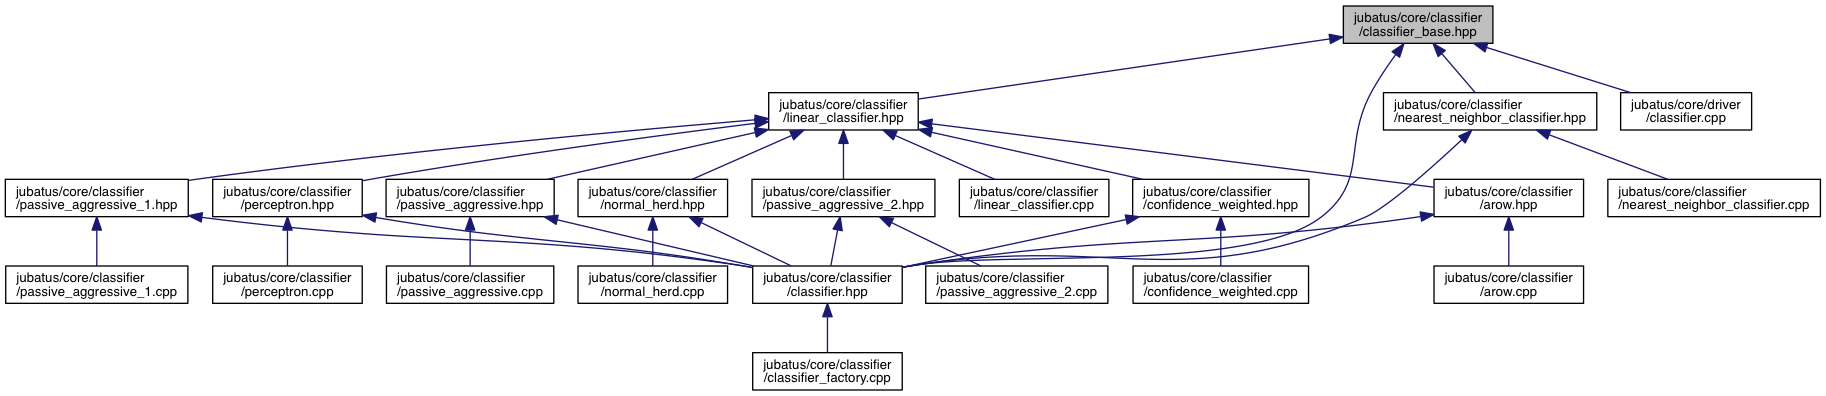 jubatus/core/classifier
/classifier_base.hpp
jubatus/core/classifier
/linear_classifier.hpp
jubatus/core/classifier
/nearest_neighbor_classifier.hpp
jubatus/core/driver
/classifier.cpp
jubatus/core/classifier
/passive_aggressive_1.hpp
jubatus/core/classifier
/perceptron.hpp
jubatus/core/classifier
/passive_aggressive.hpp
jubatus/core/classifier
/normal_herd.hpp
jubatus/core/classifier
/passive_aggressive_2.hpp
jubatus/core/classifier
/linear_classifier.cpp
jubatus/core/classifier
/confidence_weighted.hpp
jubatus/core/classifier
/arow.hpp
jubatus/core/classifier
/nearest_neighbor_classifier.cpp
jubatus/core/classifier
/passive_aggressive_1.cpp
jubatus/core/classifier
/perceptron.cpp
jubatus/core/classifier
/passive_aggressive.cpp
jubatus/core/classifier
/normal_herd.cpp
jubatus/core/classifier
/classifier.hpp
jubatus/core/classifier
/passive_aggressive_2.cpp
jubatus/core/classifier
/confidence_weighted.cpp
jubatus/core/classifier
/arow.cpp
jubatus/core/classifier
/classifier_factory.cpp